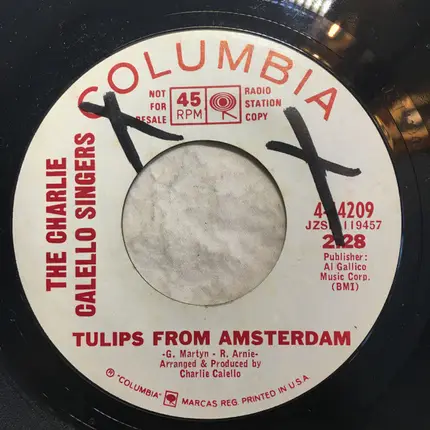 COLUMBIA
NOT FOR RESALE
45 RPM
RADIO STATION COPY
THE CHARLIE
CALELLO SINGERS
4-44209
JZSP 119457
2:28
Publisher:
Al Gallico
Music Corp.
(BMI)
TULIPS FROM AMSTERDAM
-G. Martyn - R. Arnie-
Arranged & Produced by
Charlie Calello
® "COLUMBIA" MARCAS REG. PRINTED IN U.S.A.